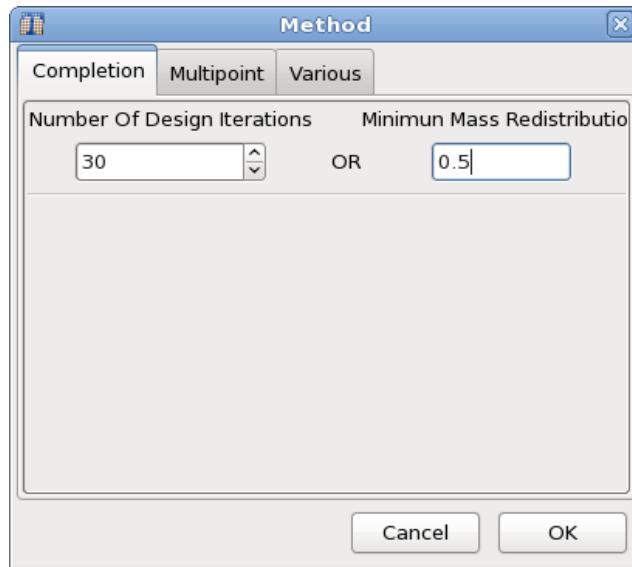 Method
Completion Multipoint Various
Number Of Design Iterations Minimun Mass Redistributio
30 OR 0.5
Cancel OK